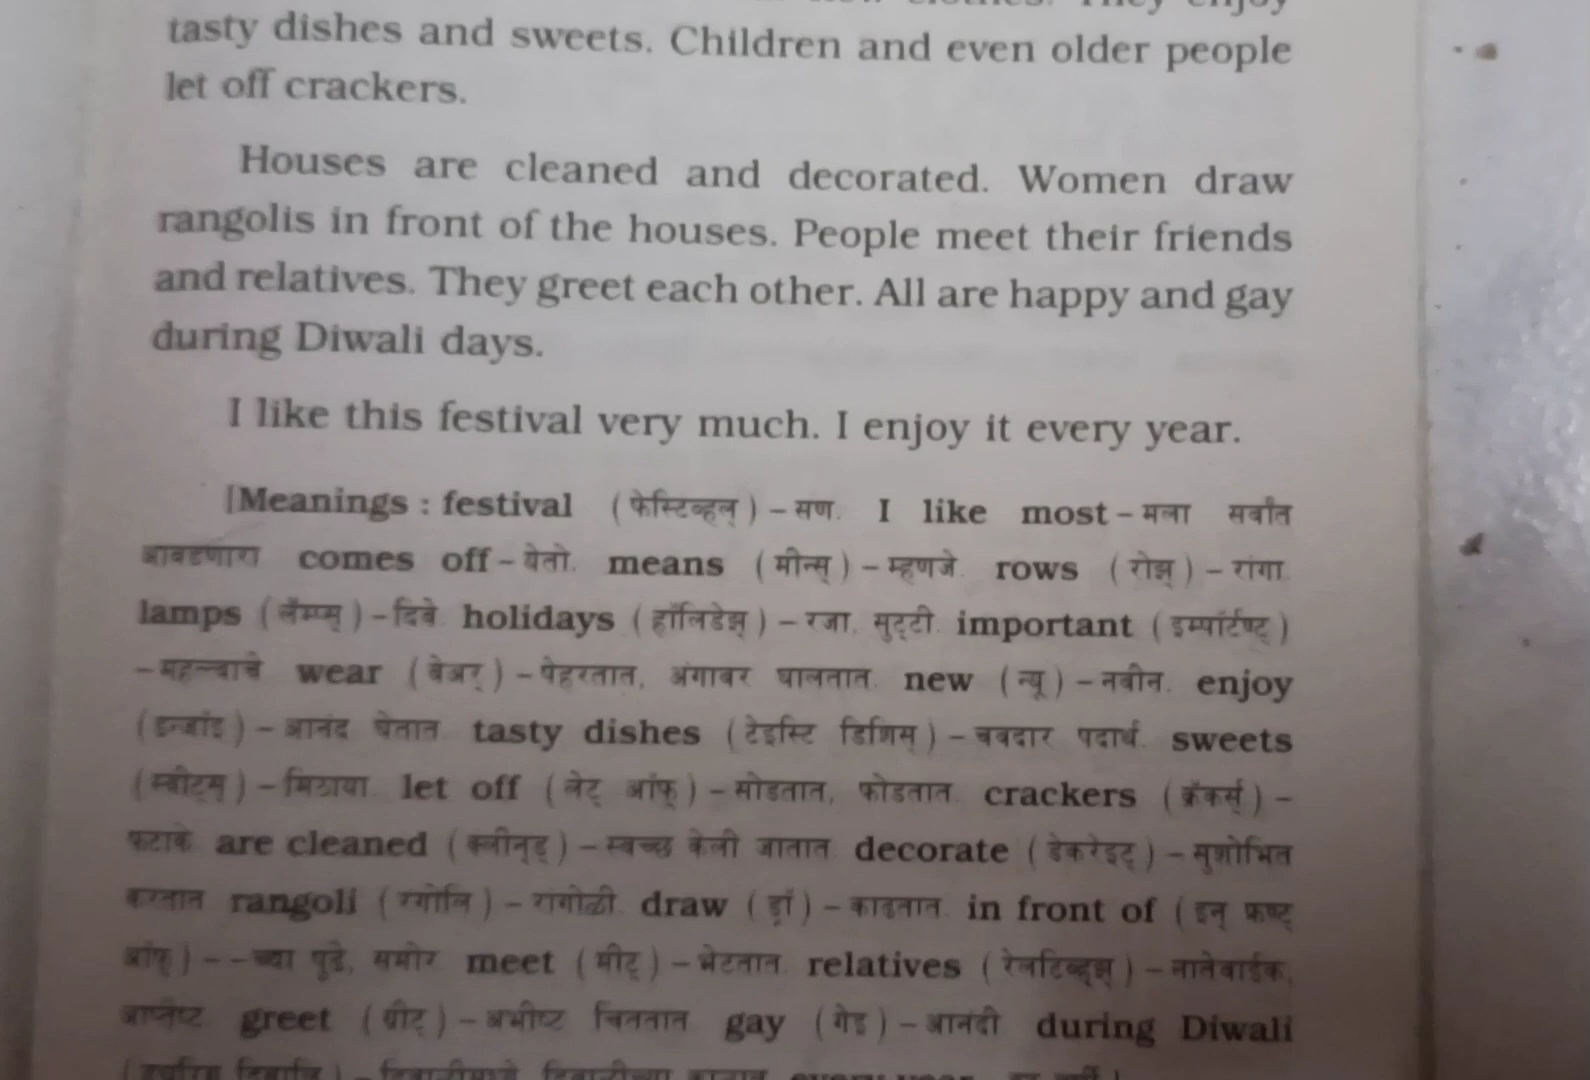 They enjoy
tasty dishes and sweets. Children and even older people
let off crackers.
Houses are cleaned and decorated. Women draw
rangolis in front of the houses. People meet their friends
and relatives. They greet each other. All are happy and gay
during Diwali days.
I like this festival very much. I enjoy it every year.
[Meanings : festival (फेस्टिव्हल्) – सण. I like most – मला सर्वांत
आवडणारा comes off – येतो. means (मीन्स्) – म्हणजे. rows (रोझ्) – रांगा.
lamps (लॅम्प्स्) – दिवे. holidays (हॉलिडेझ्) – रजा, सुट्टी. important (इम्पॉर्टण्ट्)
– महत्त्वाचे wear (वेअर्) – पेहरतात, अंगावर घालतात. new (न्यू) – नवीन. enjoy
(इन्जॉइ) – आनंद घेतात. tasty dishes (टेइस्टि डिशिस्) – चवदार पदार्थ. sweets
(स्वीट्स्) – मिठाया. let off (लेट् ऑफ्) – सोडतात, फोडतात. crackers (क्रॅकर्स्) –
फटाके are cleaned (क्लीन्ड्) – स्वच्छ केली जातात. decorate (डेकरेइट्) – सुशोभित
करतात rangoli (रंगोलि) – रांगोळी. draw (ड्रॉ) – काढतात. in front of (इन् फ्रण्ट्
ऑफ्) – –च्या पुढे, समोर meet (मीट्) – भेटतात. relatives (रेलटिव्ह्झ्) – नातेवाईक,
आप्तेष्ट greet (ग्रीट्) – अभीष्ट चिंततात gay (गेइ) – आनंदी during Diwali
every year